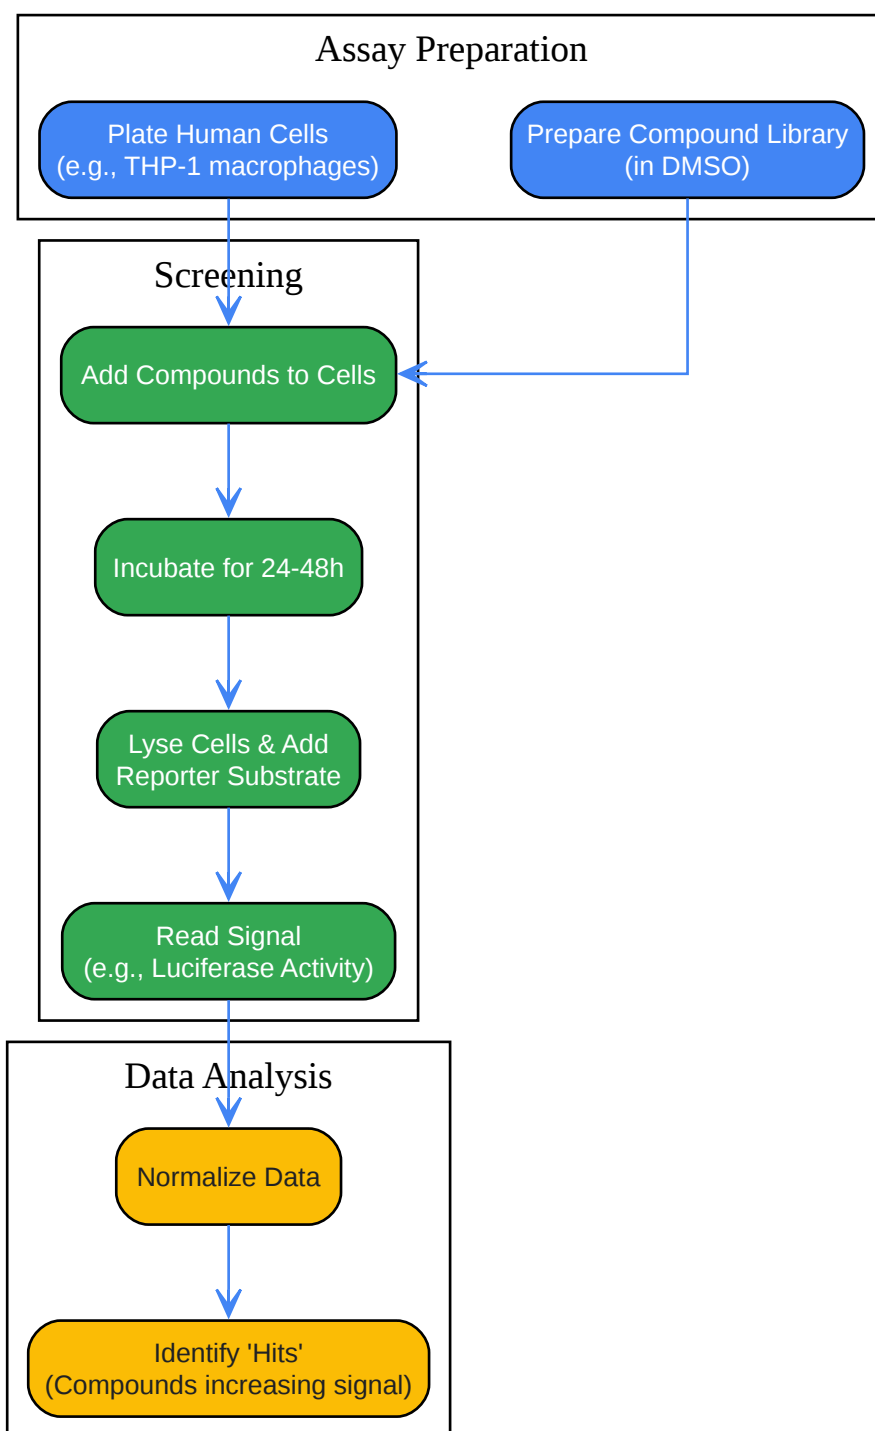 Assay Preparation
Plate Human Cells
(e.g., THP-1 macrophages)
Prepare Compound Library
(in DMSO)
Screening
Add Compounds to Cells
Incubate for 24-48h
Lyse Cells & Add
Reporter Substrate
Read Signal
(e.g., Luciferase Activity)
Data Analysis
Normalize Data
Identify 'Hits'
(Compounds increasing signal)